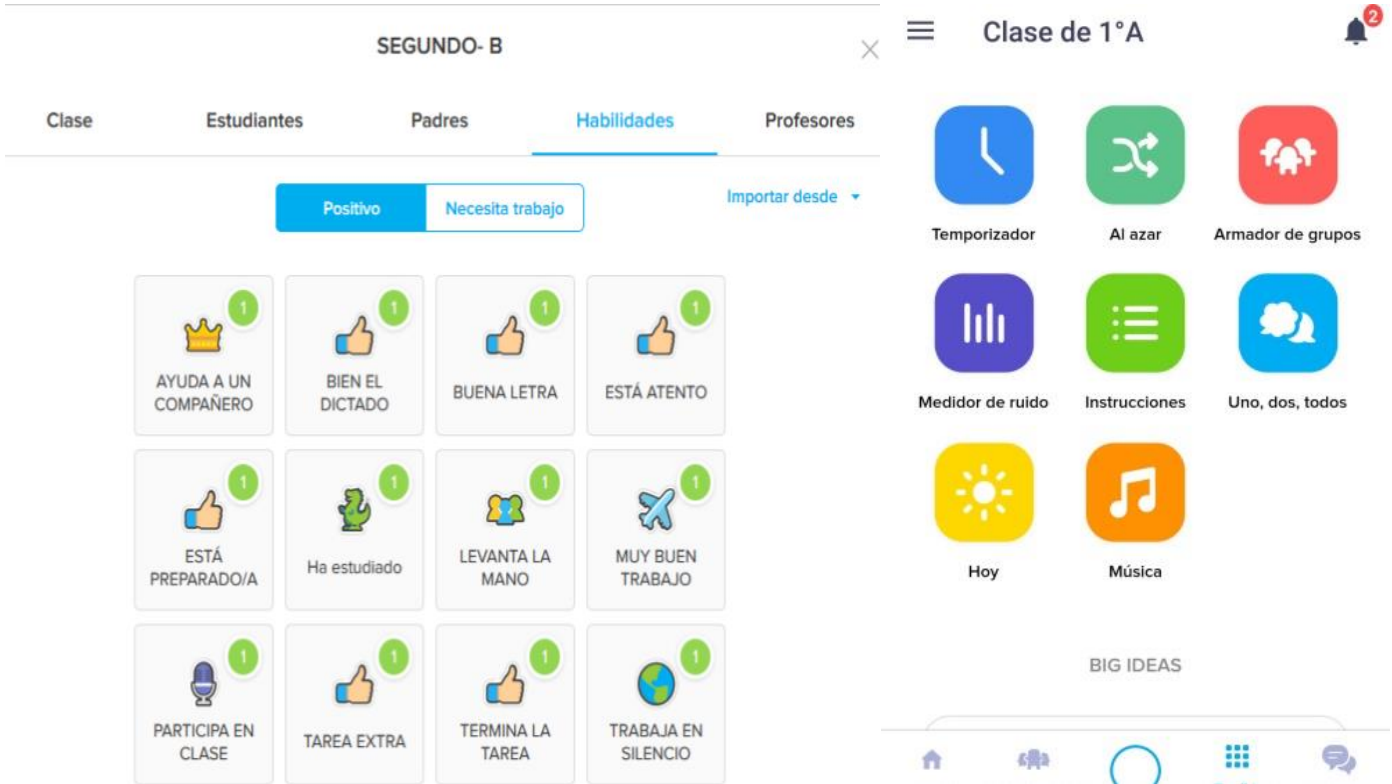 SEGUNDO- B
Clase Estudiantes Padres Habilidades Profesores
Positivo Necesita trabajo Importar desde
1 1 1 1
AYUDA A UN
COMPAÑERO
BIEN EL
DICTADO
BUENA LETRA
ESTÁ ATENTO
1 1 1 1
ESTÁ
PREPARADO/A
Ha estudiado
LEVANTA LA
MANO
MUY BUEN
TRABAJO
1 1 1 1
PARTICIPA EN
CLASE
TAREA EXTRA
TERMINA LA
TAREA
TRABAJA EN
SILENCIO
Clase de 1°A
2
Temporizador Al azar Armador de grupos
Medidor de ruido Instrucciones Uno, dos, todos
Hoy Música
BIG IDEAS